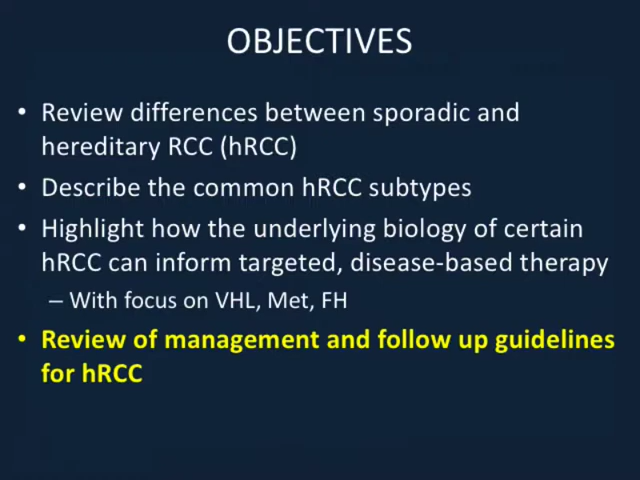 OBJECTIVES
• Review differences between sporadic and
hereditary RCC (hRCC)
• Describe the common hRCC subtypes
• Highlight how the underlying biology of certain
hRCC can inform targeted, disease-based therapy
– With focus on VHL, Met, FH
• Review of management and follow up guidelines
for hRCC